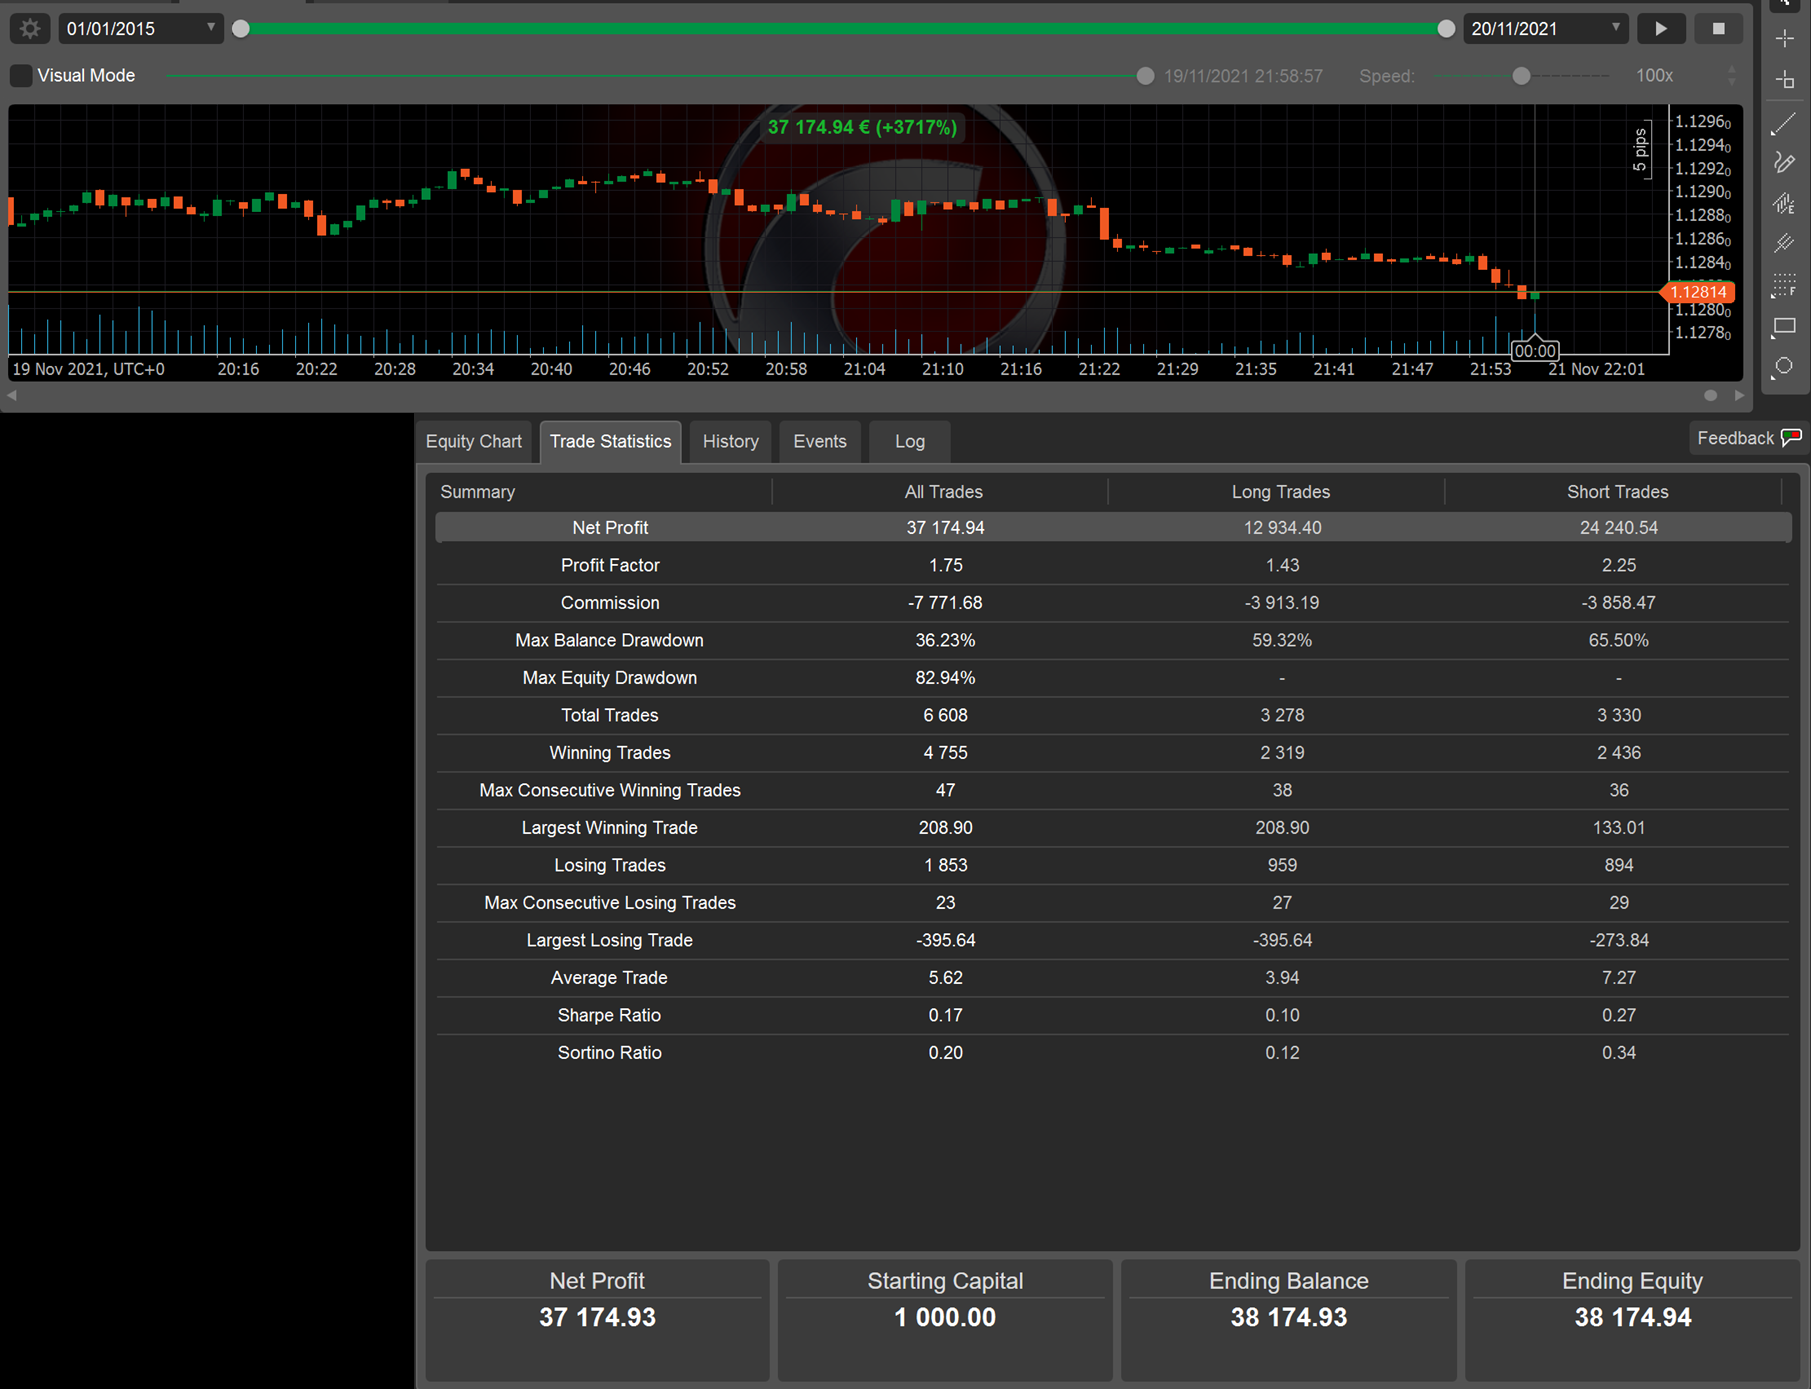 01/01/2015 20/11/2021
Visual Mode 19/11/2021 21:58:57 Speed: 100x
37 174.94 € (+3717%)
5 pips
1.12960
1.12940
1.12920
1.12900
1.12880
1.12860
1.12840
1.12814
1.12800
1.12780
00:00
19 Nov 2021, UTC+0 20:16 20:22 20:28 20:34 20:40 20:46 20:52 20:58 21:04 21:10 21:16 21:22 21:29 21:35 21:41 21:47 21:53 21 Nov 22:01
E
F
Equity Chart Trade Statistics History Events Log Feedback
Summary All Trades Long Trades Short Trades
Net Profit 37 174.94 12 934.40 24 240.54
Profit Factor 1.75 1.43 2.25
Commission -7 771.68 -3 913.19 -3 858.47
Max Balance Drawdown 36.23% 59.32% 65.50%
Max Equity Drawdown 82.94% - -
Total Trades 6 608 3 278 3 330
Winning Trades 4 755 2 319 2 436
Max Consecutive Winning Trades 47 38 36
Largest Winning Trade 208.90 208.90 133.01
Losing Trades 1 853 959 894
Max Consecutive Losing Trades 23 27 29
Largest Losing Trade -395.64 -395.64 -273.84
Average Trade 5.62 3.94 7.27
Sharpe Ratio 0.17 0.10 0.27
Sortino Ratio 0.20 0.12 0.34
Net Profit Starting Capital Ending Balance Ending Equity
37 174.93 1 000.00 38 174.93 38 174.94